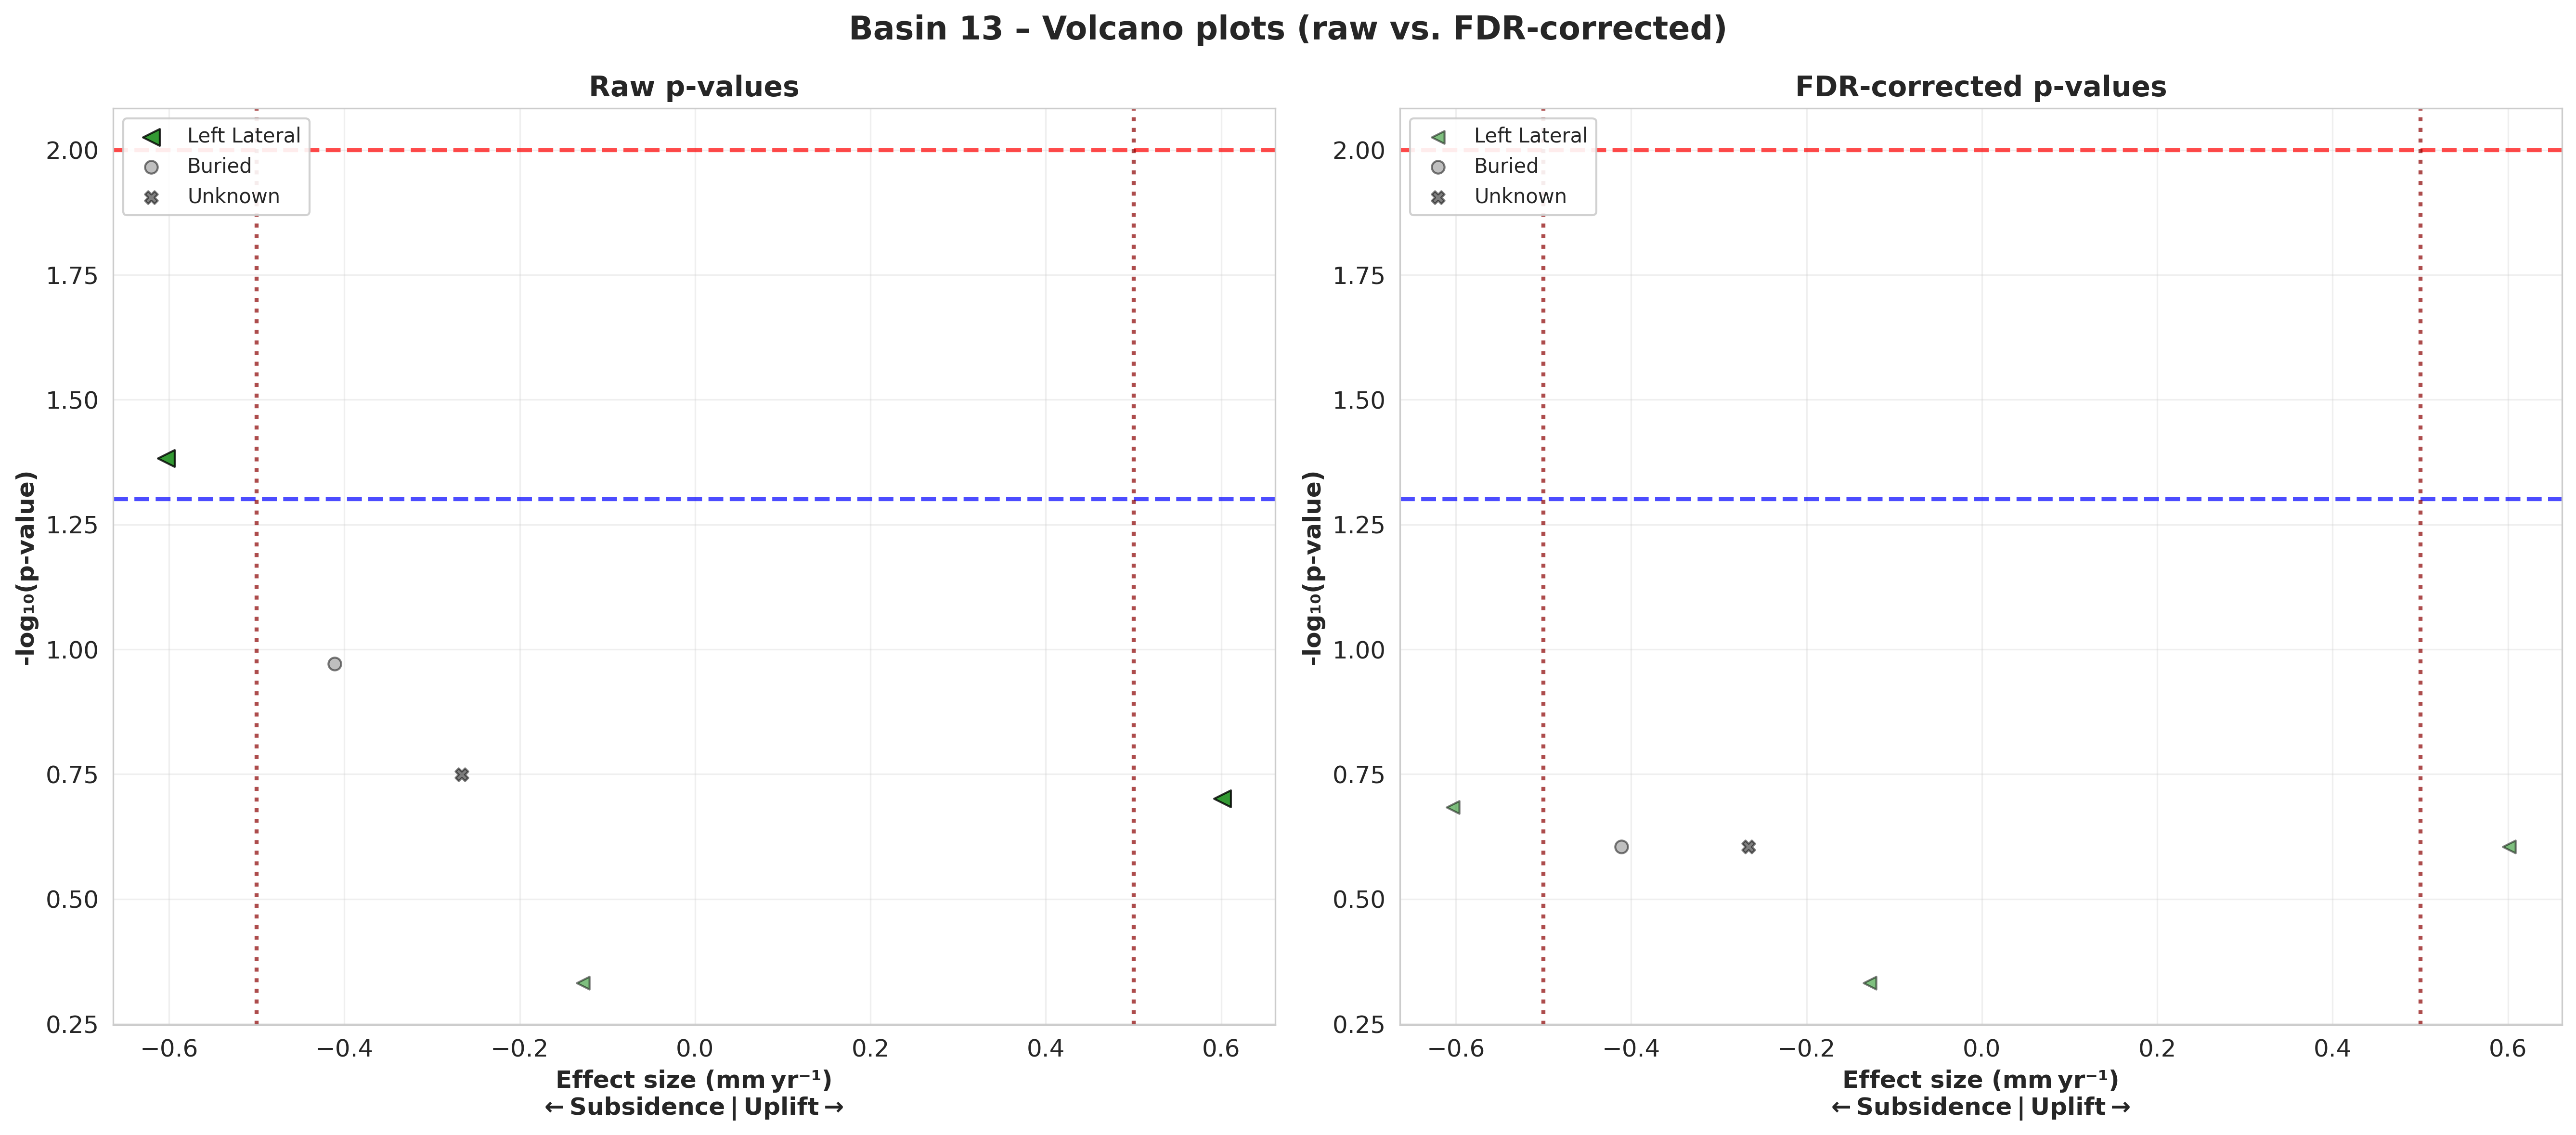 Basin 13 – Volcano plots (raw vs. FDR-corrected)
Raw p-values
Left Lateral
Buried
Unknown
2.00
1.75
1.50
1.25
1.00
0.75
0.50
0.25
-log₁₀(p-value)
−0.6
−0.4
−0.2
0.0
0.2
0.4
0.6
Effect size (mm yr⁻¹)
← Subsidence | Uplift →
FDR-corrected p-values
Left Lateral
Buried
Unknown
2.00
1.75
1.50
1.25
1.00
0.75
0.50
0.25
-log₁₀(p-value)
−0.6
−0.4
−0.2
0.0
0.2
0.4
0.6
Effect size (mm yr⁻¹)
← Subsidence | Uplift →